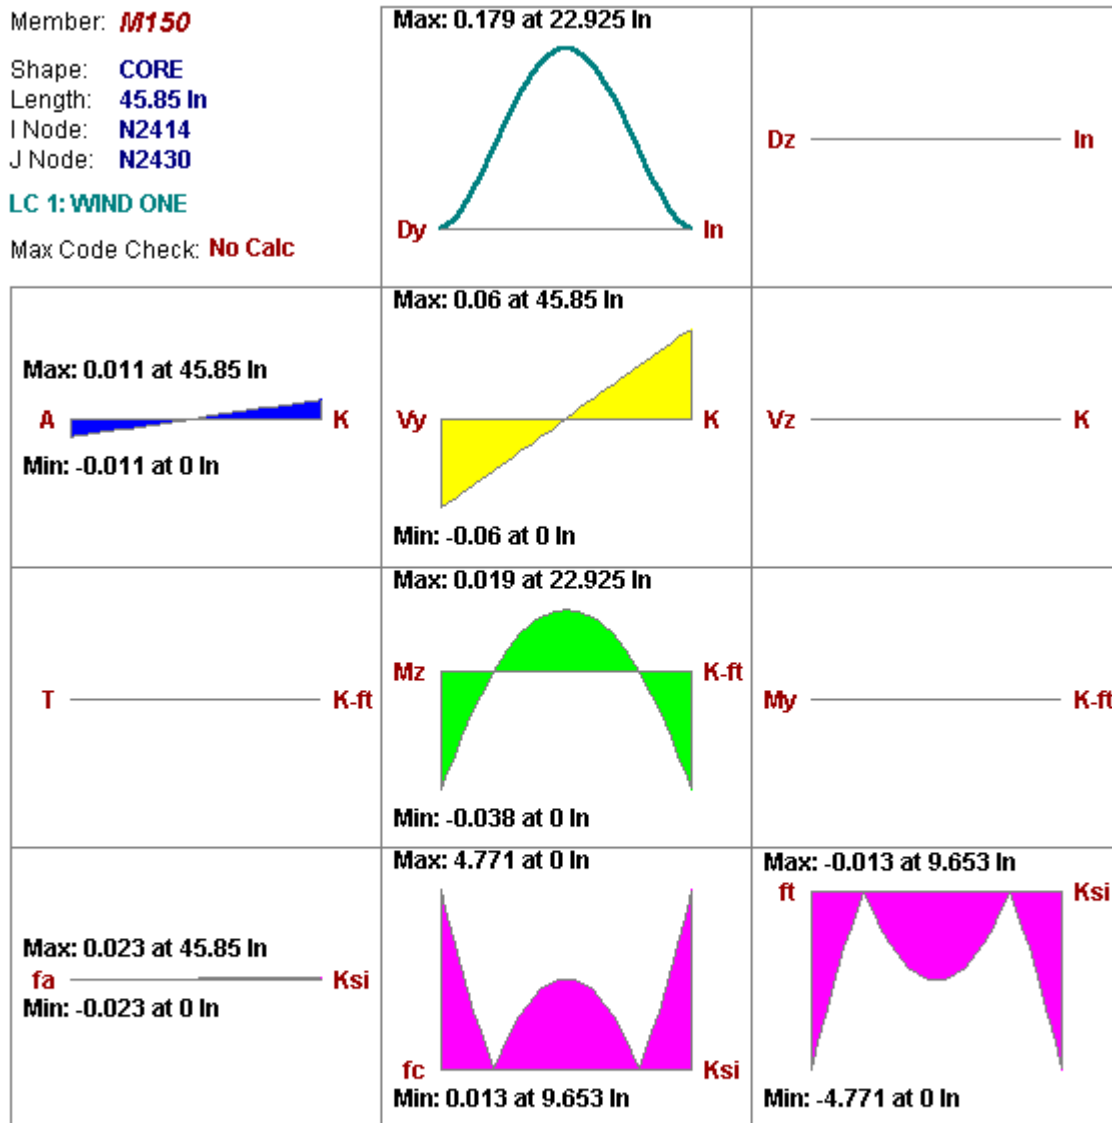 Member: M150
Shape: CORE
Length: 45.85 In
I Node: N2414
J Node: N2430
LC 1: WIND ONE
Max Code Check: No Calc
Max: 0.179 at 22.925 In
Dy In
Dz In
Max: 0.011 at 45.85 In
A K
Min: -0.011 at 0 In
Max: 0.06 at 45.85 In
Vy K
Min: -0.06 at 0 In
Vz K
T K-ft
Max: 0.019 at 22.925 In
Mz K-ft
Min: -0.038 at 0 In
My K-ft
Max: 0.023 at 45.85 In
fa Ksi
Min: -0.023 at 0 In
Max: 4.771 at 0 In
fc Ksi
Min: 0.013 at 9.653 In
Max: -0.013 at 9.653 In
ft Ksi
Min: -4.771 at 0 In